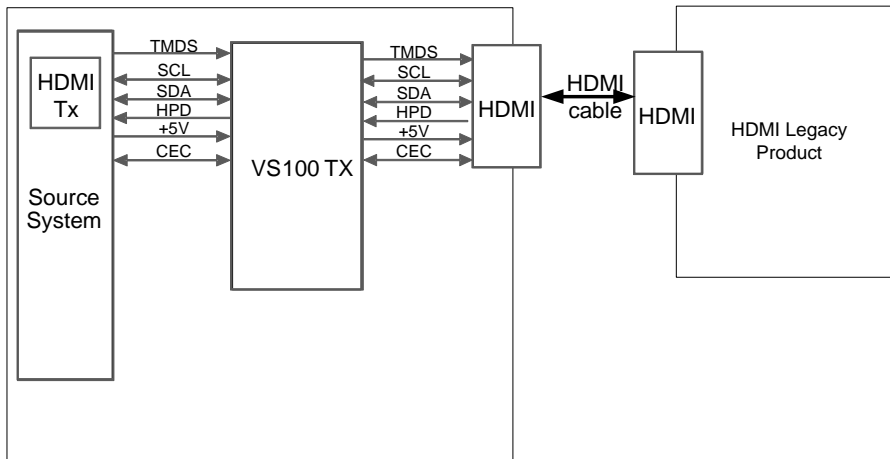 HDMI
Tx
Source
System
TMDS
SCL
SDA
HPD
+5V
CEC
VS100 TX
TMDS
SCL
SDA
HPD
+5V
CEC
HDMI
HDMI
cable
HDMI
HDMI Legacy
Product